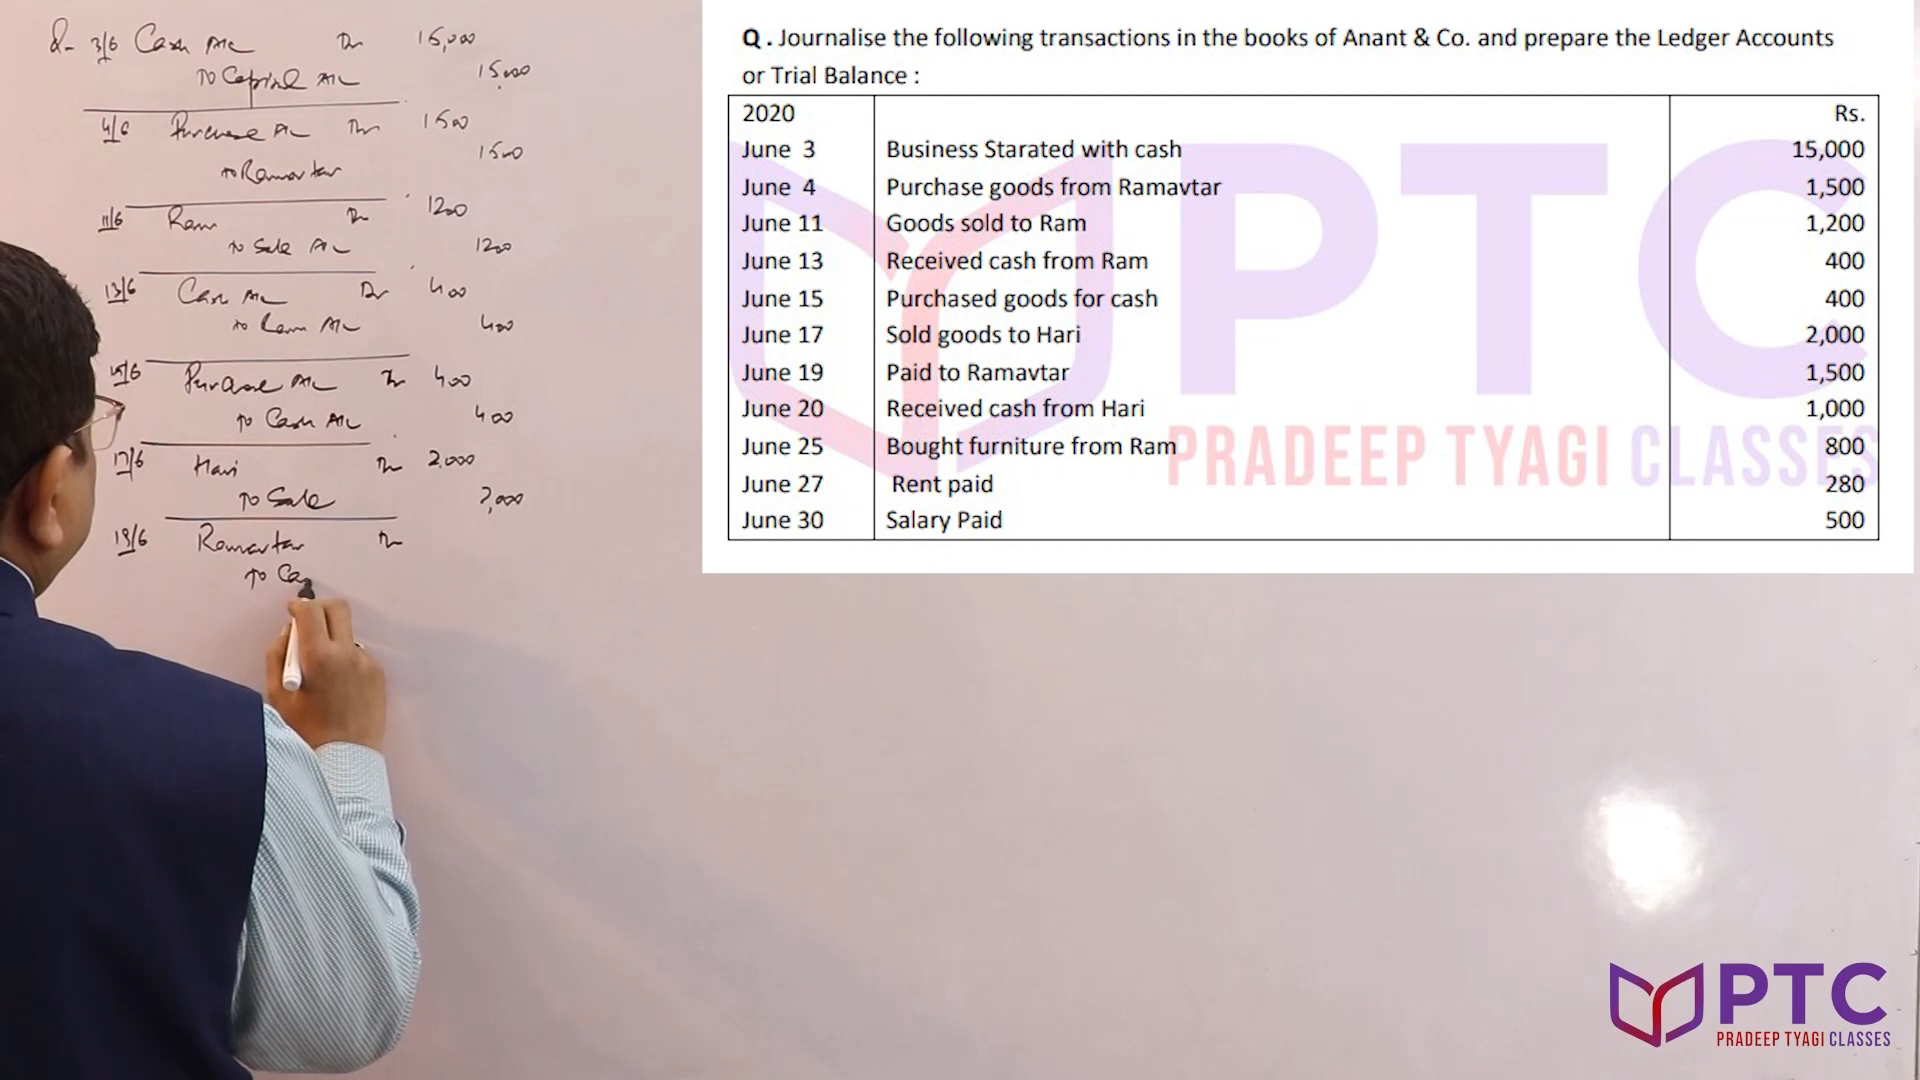 3/6 Cash A/c Dr 15,000
To Capital A/c 15,000
4/6 Purchase A/c Dr 1500
1500
To Ramavtar
11/6 Ram Dr 1200
To Sale A/c 1200
13/6 Cash A/c Dr 400
To Ram A/c 400
15/6 Purchase A/c Dr 400
To Cash A/c 400
17/6 Hari Dr 2,000
To Sale 2,000
19/6 Ramavtar Dr
To Ca
Q . Journalise the following transactions in the books of Anant & Co. and prepare the Ledger Accounts
or Trial Balance :
2020 Rs.
June 3 Business Starated with cash 15,000
June 4 Purchase goods from Ramavtar 1,500
June 11 Goods sold to Ram 1,200
June 13 Received cash from Ram 400
June 15 Purchased goods for cash 400
June 17 Sold goods to Hari 2,000
June 19 Paid to Ramavtar 1,500
June 20 Received cash from Hari 1,000
June 25 Bought furniture from Ram 800
June 27 Rent paid 280
June 30 Salary Paid 500
PTC
PRADEEP TYAGI CLASSES
PTC
PRADEEP TYAGI CLASSES